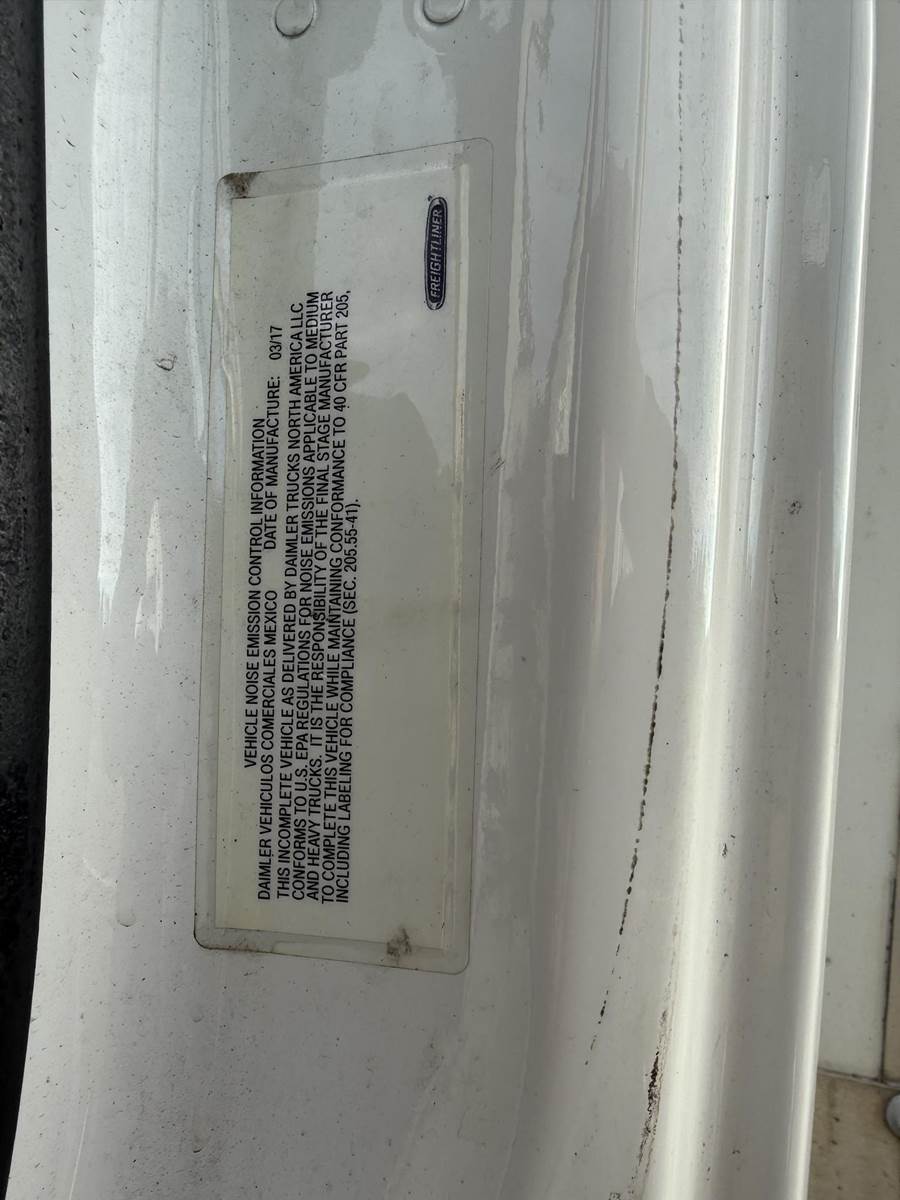 VEHICLE NOISE EMISSION CONTROL INFORMATION
DAIMLER VEHICULOS COMERCIALES MEXICO DATE OF MANUFACTURE: 03/17
THIS INCOMPLETE VEHICLE AS DELIVERED BY DAIMLER TRUCKS NORTH AMERICA LLC
CONFORMS TO U.S. EPA REGULATIONS FOR NOISE EMISSIONS APPLICABLE TO MEDIUM
AND HEAVY TRUCKS. IT IS THE RESPONSIBILITY OF THE FINAL STAGE MANUFACTURER
TO COMPLETE THIS VEHICLE WHILE MAINTAINING CONFORMANCE TO 40 CFR PART 205,
INCLUDING LABELING FOR COMPLIANCE (SEC. 205.55-41).
FREIGHTLINER